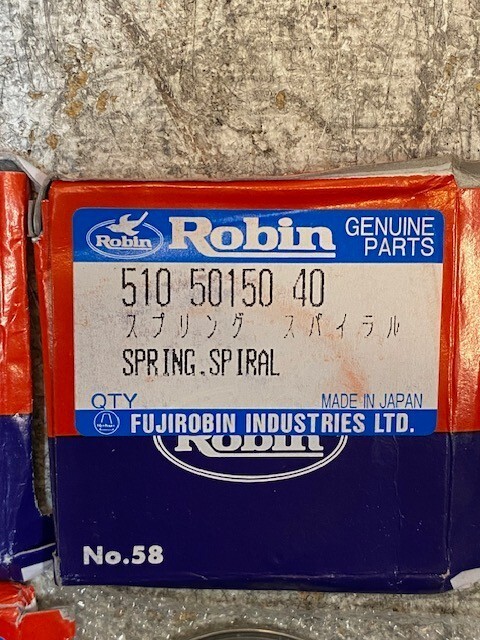 Robin Robin GENUINE
PARTS
510 50150 40
スプリング スパイラル
SPRING,SPIRAL
QTY MADE IN JAPAN
FUJIROBIN INDUSTRIES LTD.
Robin
No.58